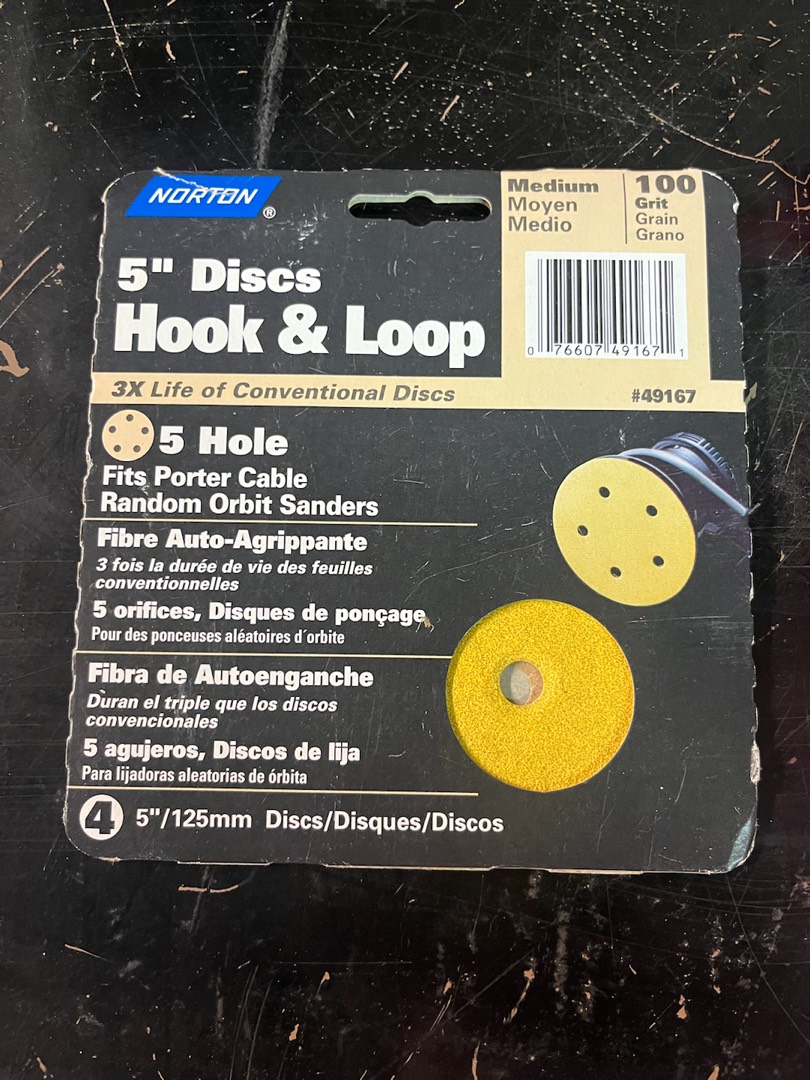 NORTON®
Medium
Moyen
Medio
100
Grit
Grain
Grano
5" Discs
Hook & Loop
0 76607 49167 1
3X Life of Conventional Discs
#49167
5 Hole
Fits Porter Cable
Random Orbit Sanders
Fibre Auto-Agrippante
3 fois la durée de vie des feuilles
conventionnelles
5 orifices, Disques de ponçage
Pour des ponceuses aléatoires d´orbite
Fibra de Autoenganche
Duran el triple que los discos
convencionales
5 agujeros, Discos de lija
Para lijadoras aleatorias de órbita
4 5"/125mm Discs/Disques/Discos